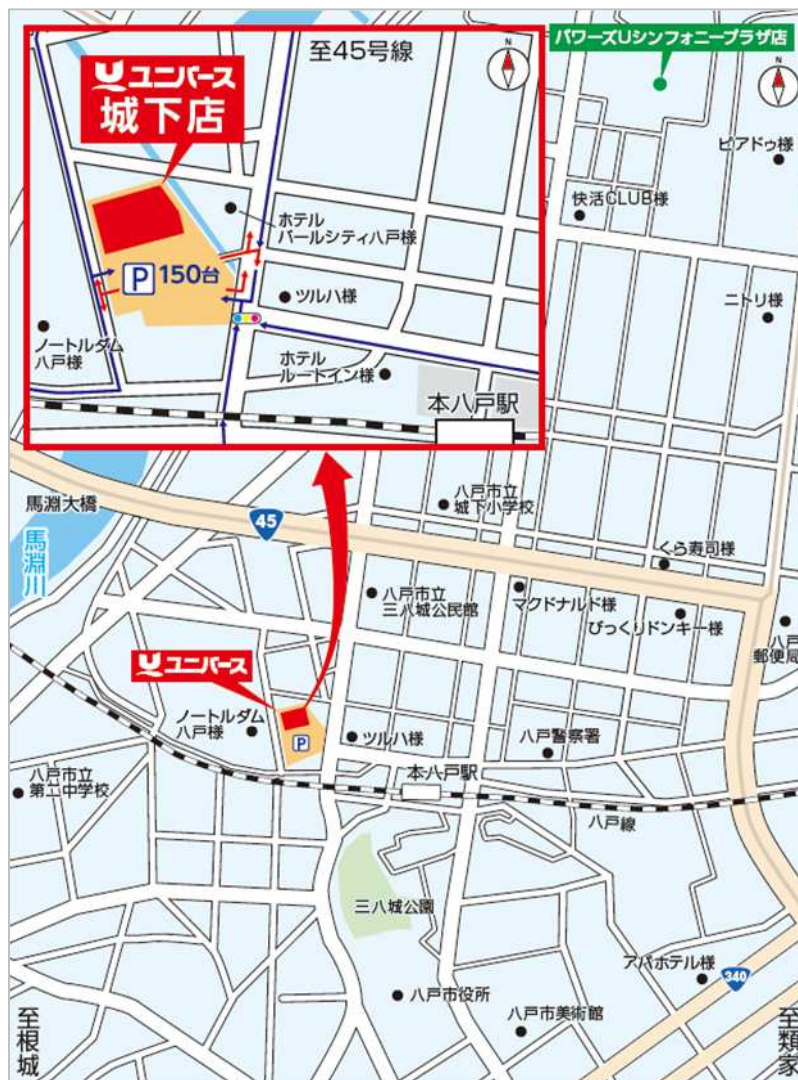 至45号線
N
パワーズUシンフォニープラザ店
N
ユニバース
城下店
ピアドゥ様
快活CLUB様
ホテル
パールシティ八戸様
P 150台
ツルハ様
ニトリ様
ノートルダム
八戸様
ホテル
ルートイン様
本八戸駅
馬淵大橋
八戸市立
城下小学校
45
馬淵川
くら寿司様
八戸市立
三八城公民館
マクドナルド様
びっくりドンキー様
八戸
郵便局
ユニバース
ノートルダム
八戸様
P
ツルハ様
八戸警察署
八戸市立
第二中学校
本八戸駅
八戸線
三八城公園
アパホテル様
340
八戸市役所
八戸市美術館
至根城
至類家